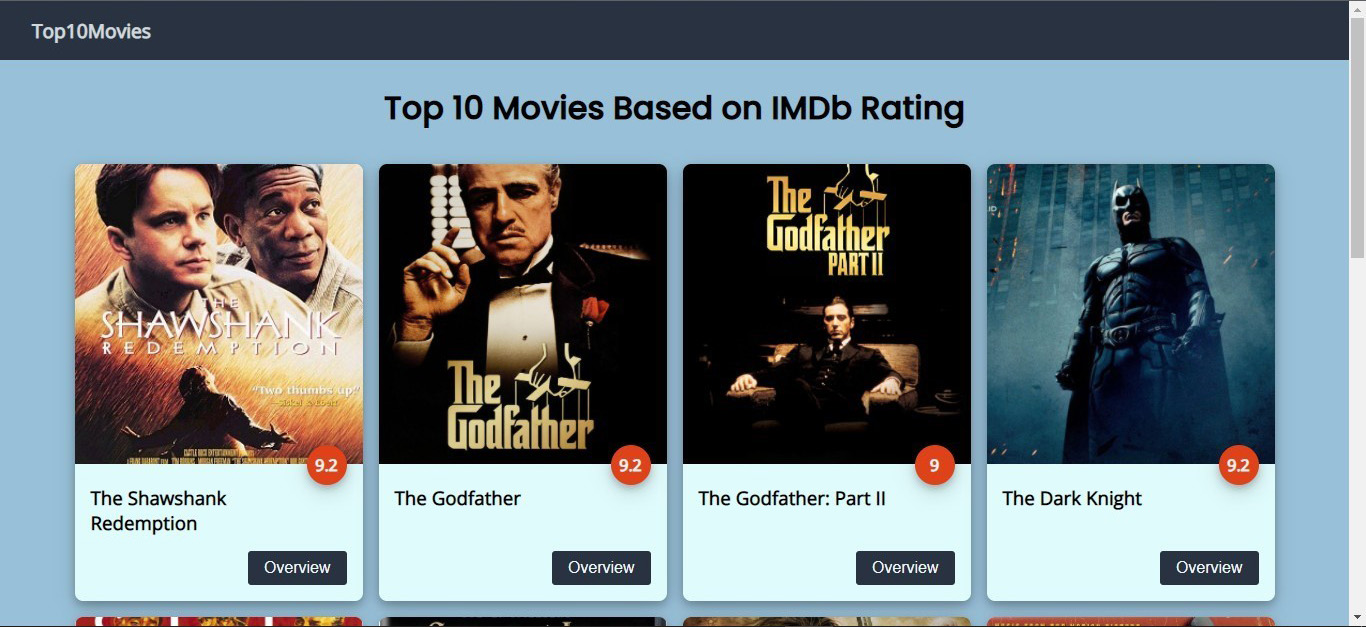 Top10Movies
Top 10 Movies Based on IMDb Rating
THE
SHAWSHANK
REDEMPTION
"Two thumbs up"
—Siskel & Ebert
The
Godfather
The
Godfather
PART II
9.2
9.2
9
9.2
The Shawshank
Redemption
The Godfather
The Godfather: Part II
The Dark Knight
Overview
Overview
Overview
Overview